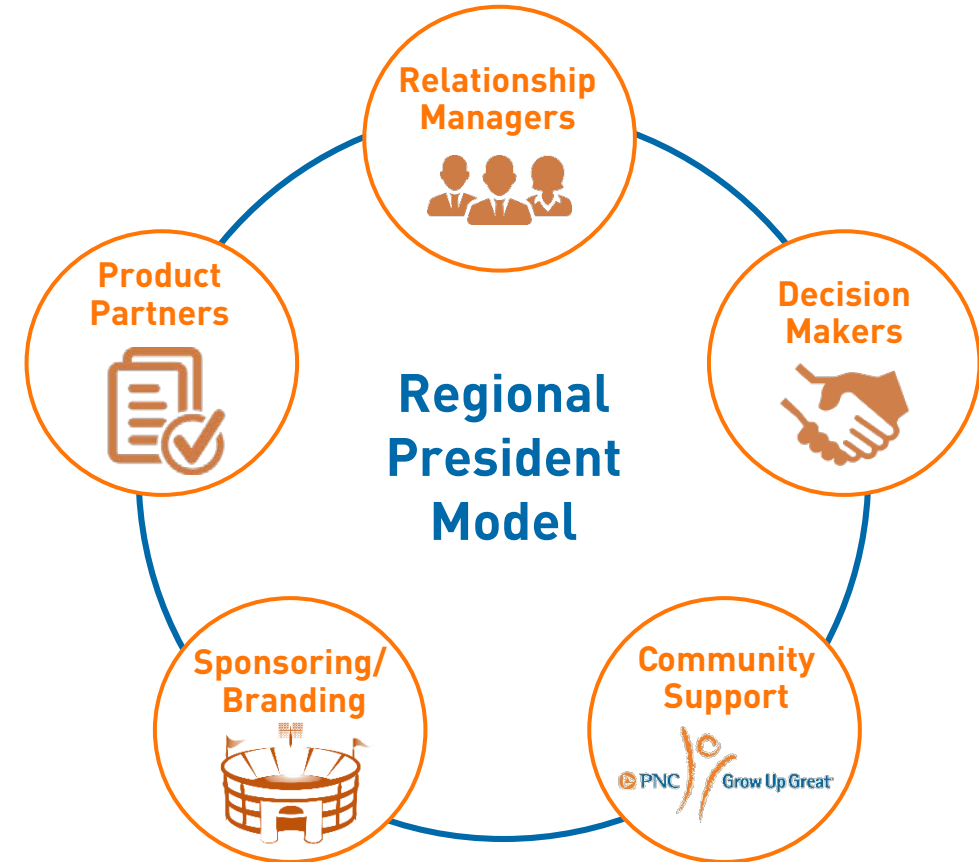 Relationship
Managers
Product
Partners
Decision
Makers
Regional
President
Model
Sponsoring/
Branding
Community
Support
PNC Grow Up Great